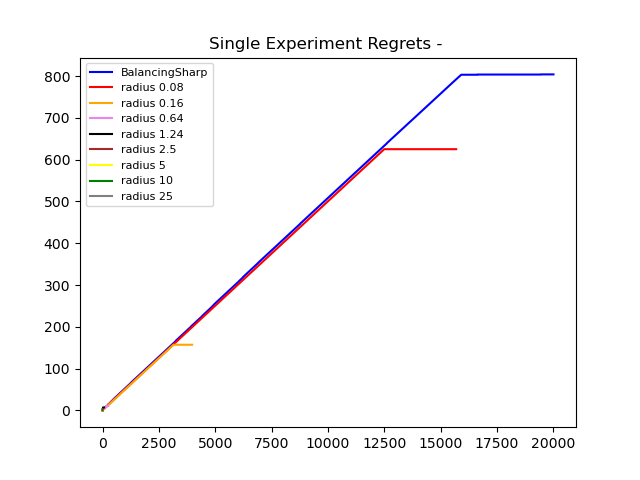 Single Experiment Regrets -
BalancingSharp
radius 0.08
radius 0.16
radius 0.64
radius 1.24
radius 2.5
radius 5
radius 10
radius 25
800
700
600
500
400
300
200
100
0
0 2500 5000 7500 10000 12500 15000 17500 20000